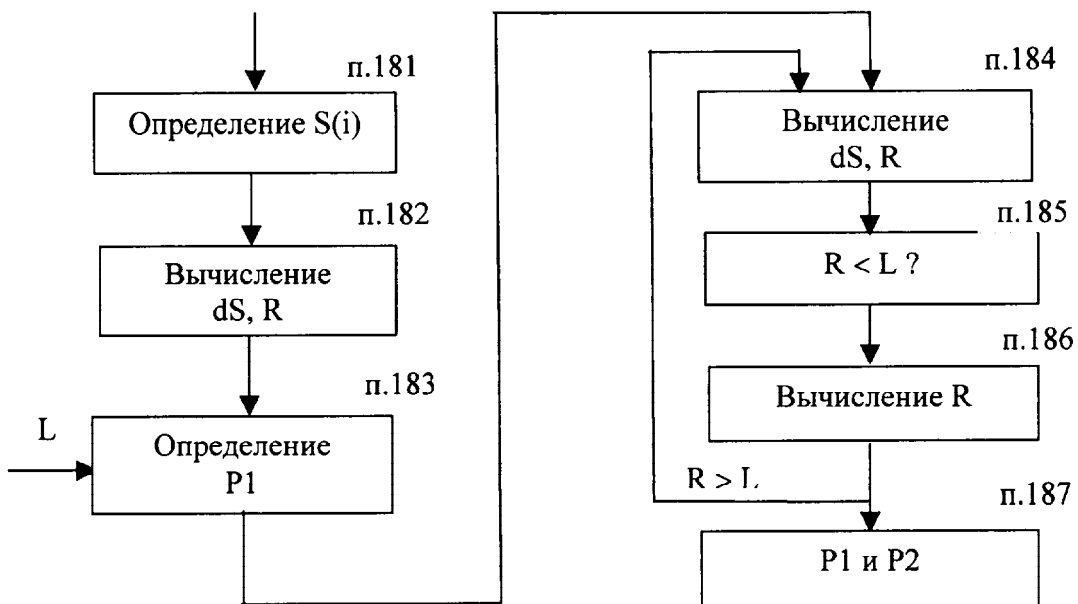 п.181
Определение S(i)
п.182
Вычисление
dS, R
п.183
L
Определение
P1
п.184
Вычисление
dS, R
п.185
R < L ?
п.186
Вычисление R
R > L
п.187
P1 и P2